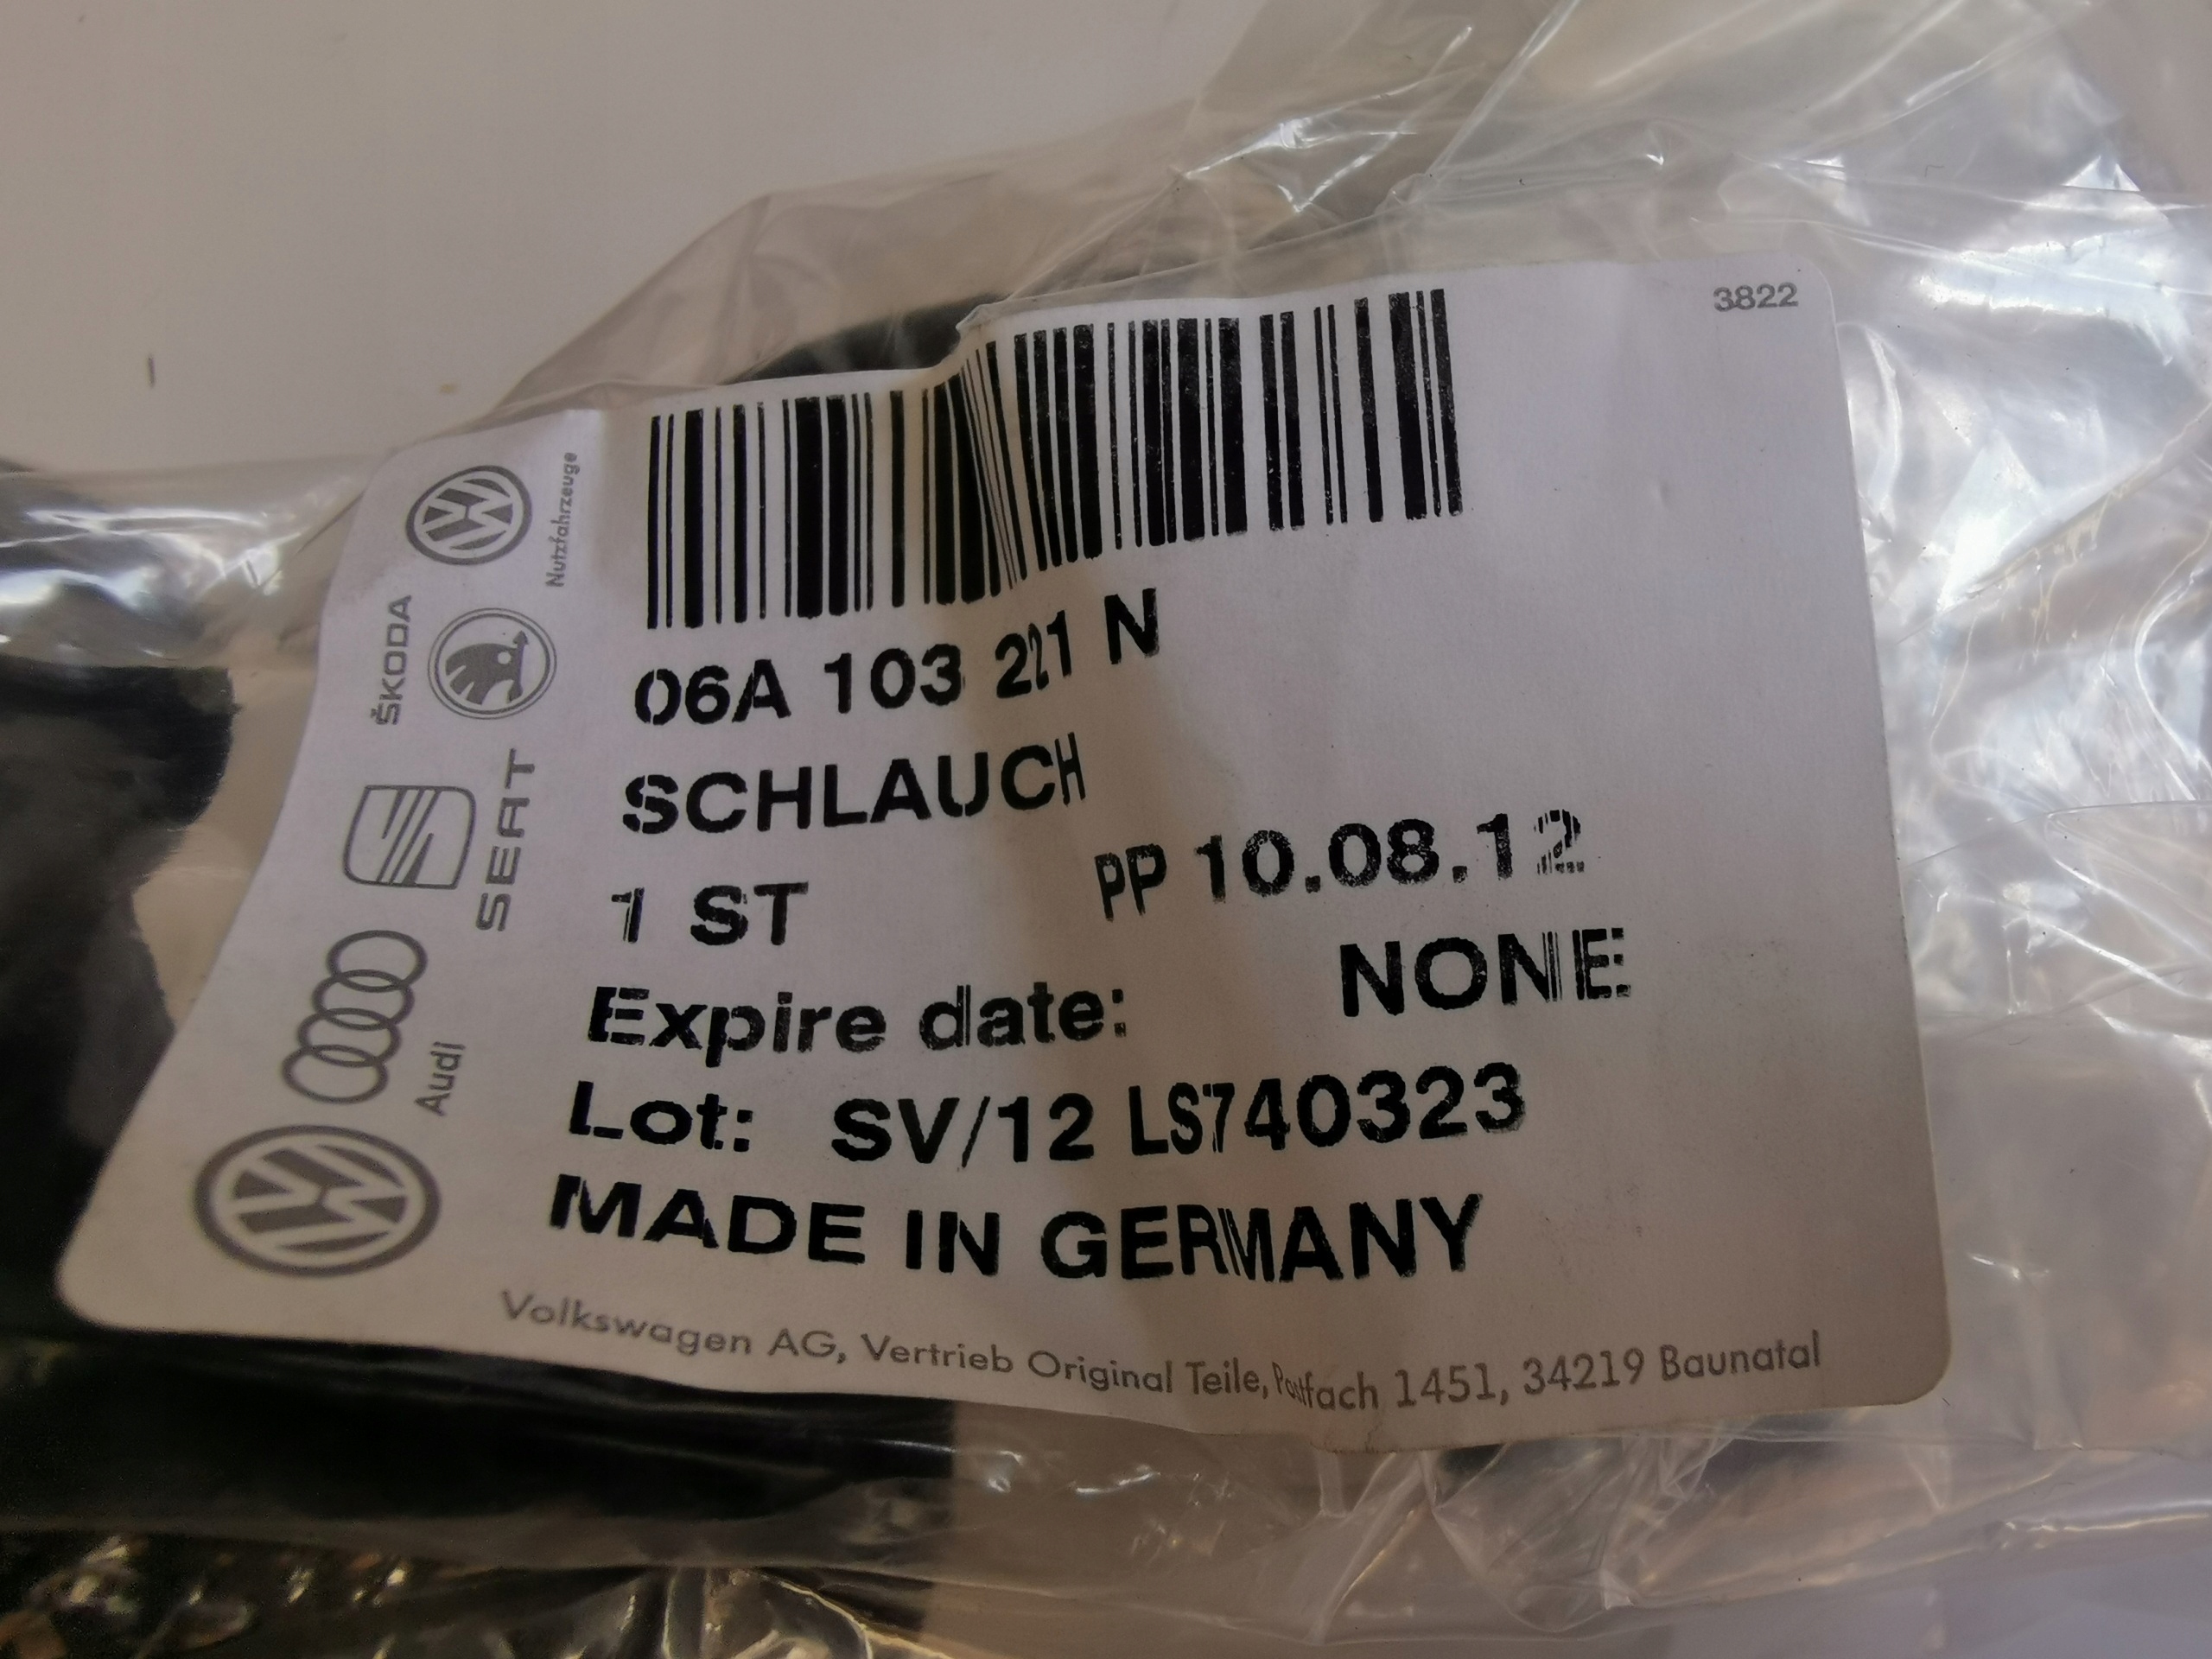 3822
06A 103 221 N
SCHLAUCH
1 ST PP 10.08.12
Expire date: NONE
Lot: SV/12 LS740323
MADE IN GERMANY
Volkswagen AG, Vertrieb Original Teile, Postfach 1451, 34219 Baunatal
Nutzfahrzeuge
ŠKODA
SEAT
Audi